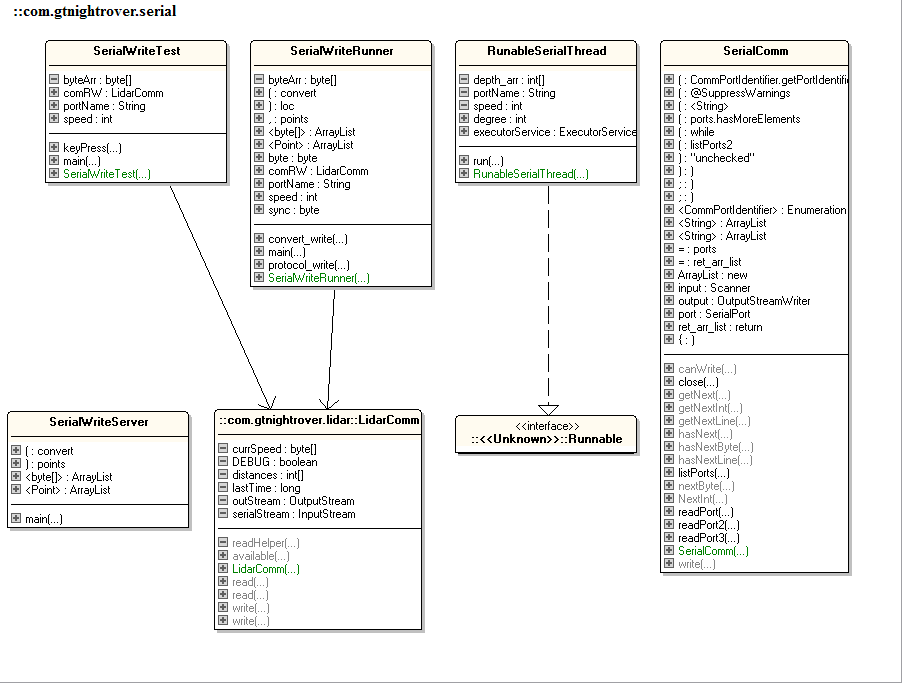 ::com.gtnightrover.serial
SerialWriteTest
byteArr : byte[]
comRW : LidarComm
portName : String
speed : int
keyPress(...)
main(...)
SerialWriteTest(...)
SerialWriteRunner
byteArr : byte[]
( : convert
) : loc
, : points
<byte[]> : ArrayList
<Point> : ArrayList
byte : byte
comRW : LidarComm
portName : String
speed : int
sync : byte
convert_write(...)
main(...)
protocol_write(...)
SerialWriteRunner(...)
RunableSerialThread
depth_arr : int[]
portName : String
speed : int
degree : int
executorService : ExecutorService
run(...)
RunableSerialThread(...)
SerialComm
( : CommPortIdentifier.getPortIdentifi
( : @SuppressWarnings
( : <String>
( : ports.hasMoreElements
( : while
( : listPorts2
) : "unchecked"
) : )
; : )
; : )
<CommPortIdentifier> : Enumeration
<String> : ArrayList
<String> : ArrayList
= : ports
= : ret_arr_list
ArrayList : new
input : Scanner
output : OutputStreamWriter
port : SerialPort
ret_arr_list : return
{ : )
canWrite(...)
close(...)
getNext(...)
getNextInt(...)
getNextLine(...)
hasNext(...)
hasNextByte(...)
hasNextLine(...)
listPorts(...)
nextByte(...)
NextInt(...)
readPort(...)
readPort2(...)
readPort3(...)
SerialComm(...)
write(...)
SerialWriteServer
( : convert
) : points
<byte[]> : ArrayList
<Point> : ArrayList
main(...)
::com.gtnightrover.lidar::LidarComm
currSpeed : byte[]
DEBUG : boolean
distances : int[]
lastTime : long
outStream : OutputStream
serialStream : InputStream
readHelper(...)
available(...)
LidarComm(...)
read(...)
read(...)
write(...)
write(...)
<<interface>>
::<<Unknown>>::Runnable